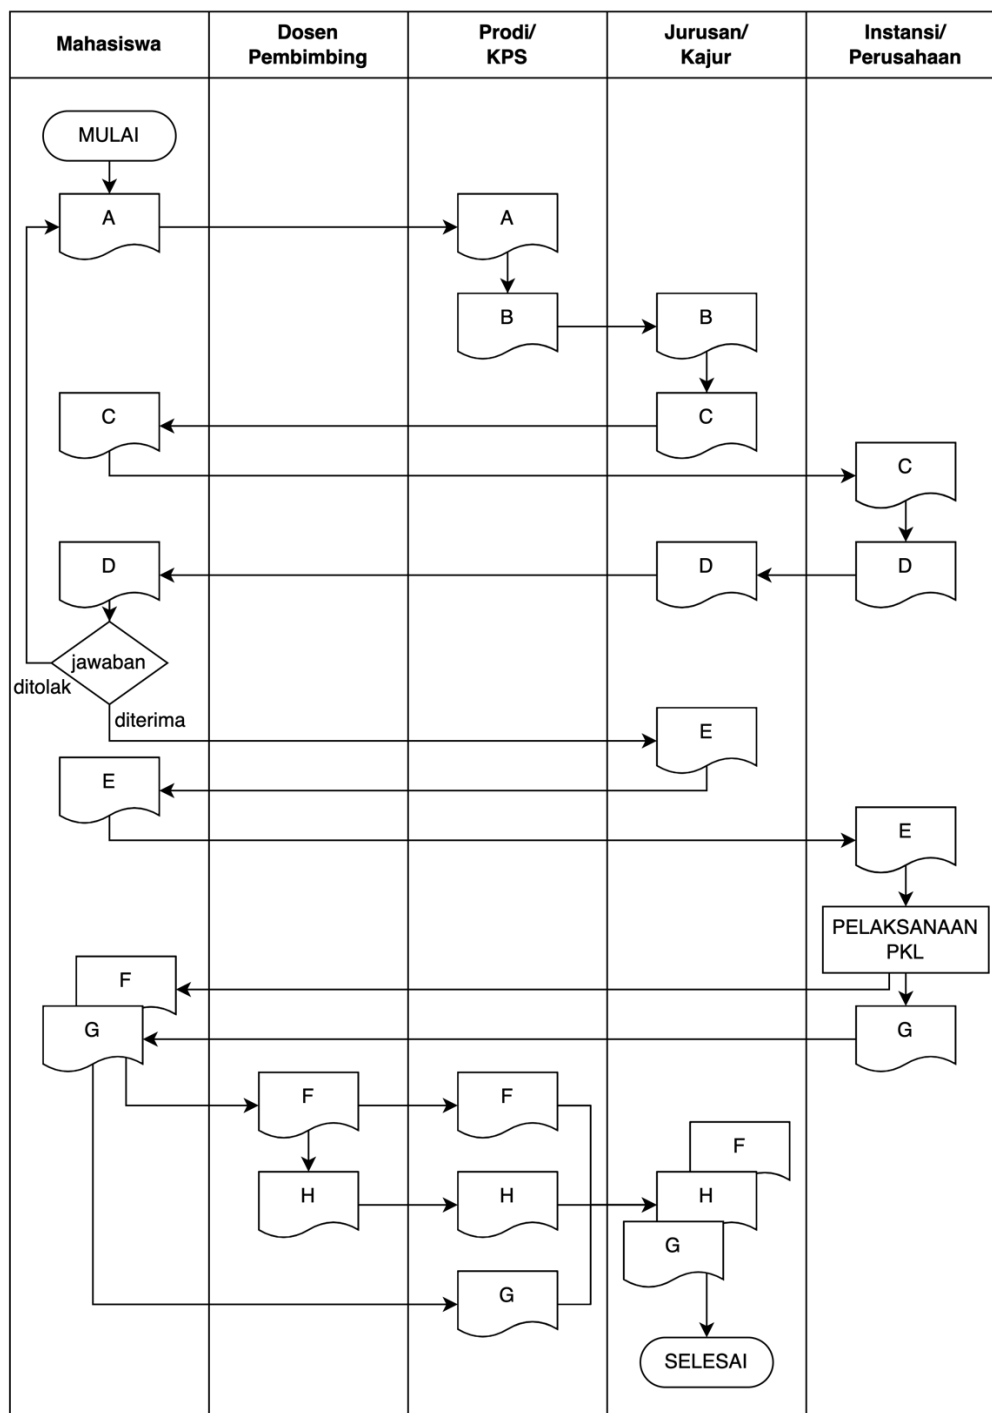 Mahasiswa
Dosen
Pembimbing
Prodi/
KPS
Jurusan/
Kajur
Instansi/
Perusahaan
MULAI
A
A
B
B
C
C
C
D
D
D
jawaban
ditolak
diterima
E
E
E
PELAKSANAAN
PKL
F
G
G
F
F
F
H
H
H
G
G
SELESAI